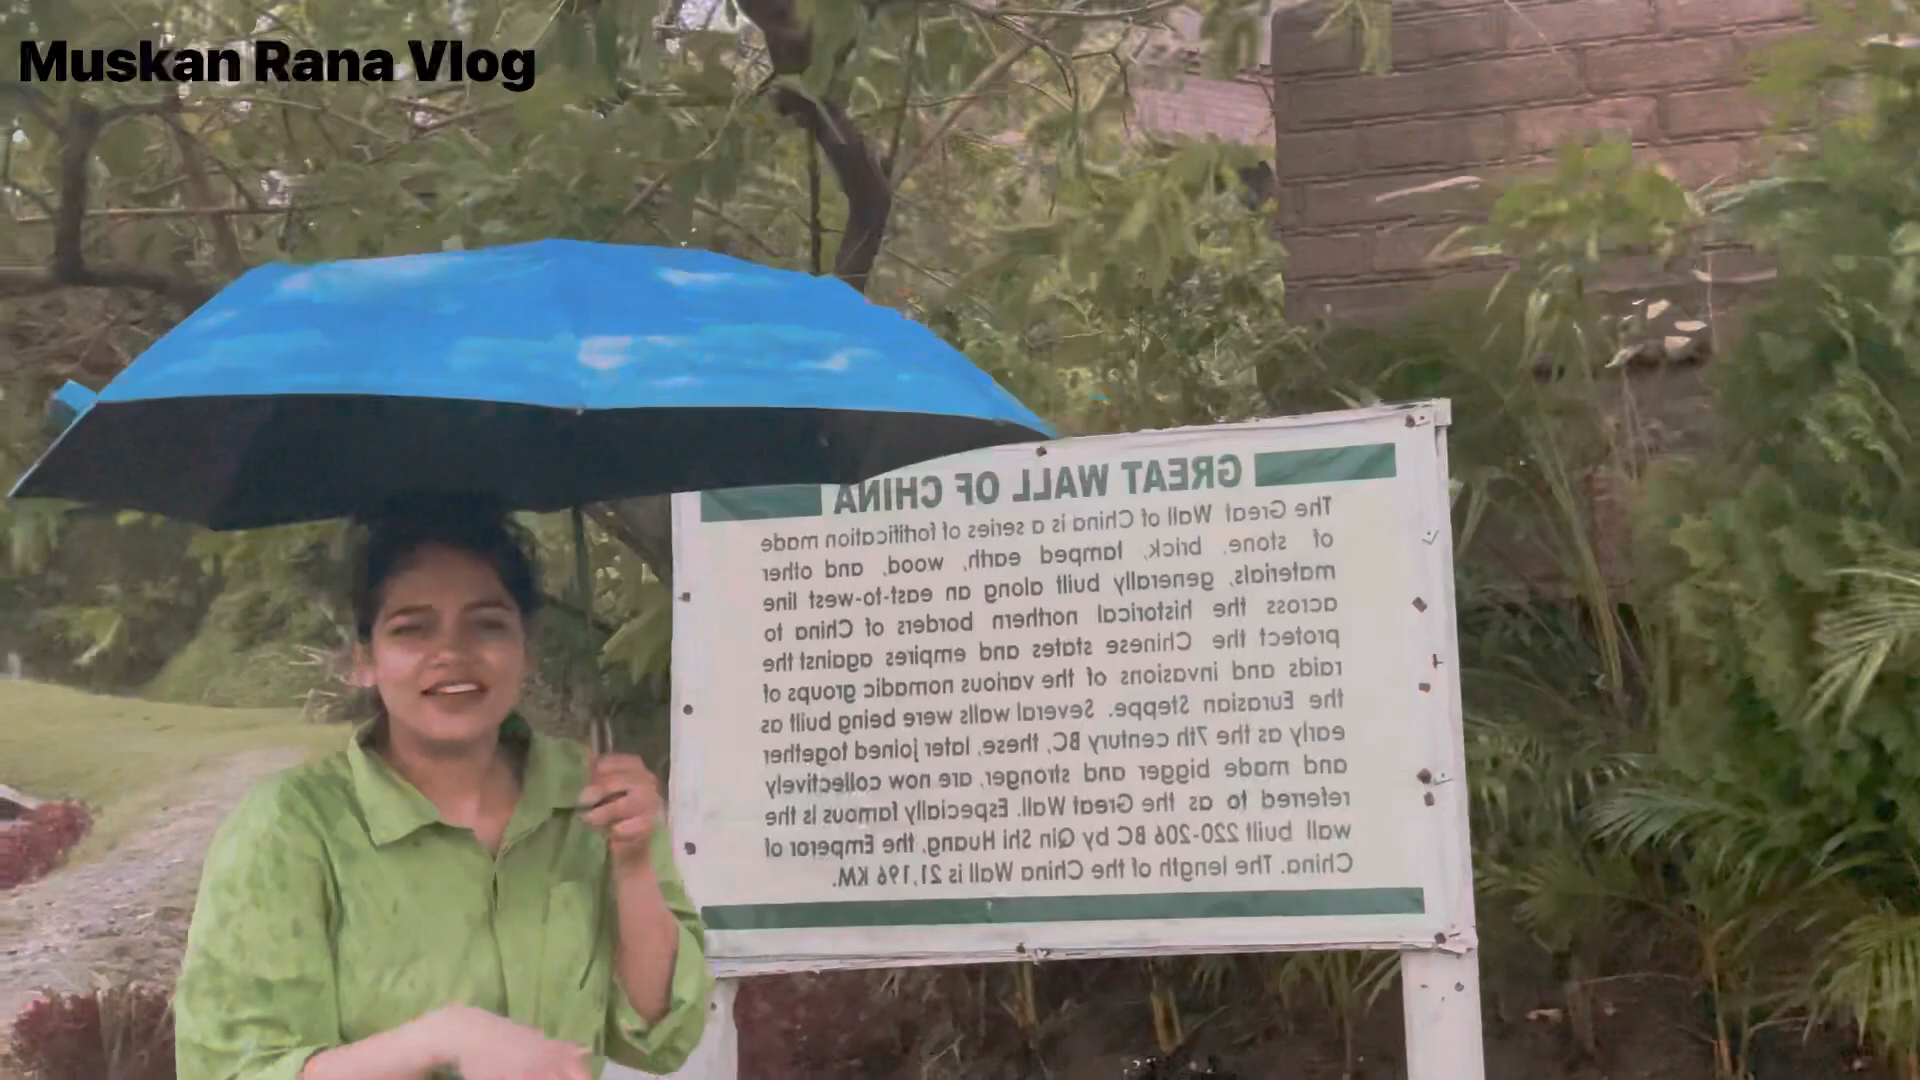 Muskan Rana Vlog
GREAT WALL OF CHINA
The Great Wall of China is a series of fortification made
of stone, brick, tamped earth, wood, and other
materials, generally built along an east-to-west line
across the historical northern borders of China to
protect the Chinese states and empires against the
raids and invasions of the various nomadic groups of
the Eurasian Steppe. Several walls were being built as
early as the 7th century BC, these, later joined together
and made bigger and stronger, are now collectively
referred to as the Great Wall. Especially famous is the
wall built 220-206 BC by Qin Shi Huang, the Emperor of
China. The length of the China Wall is 21,196 KM.